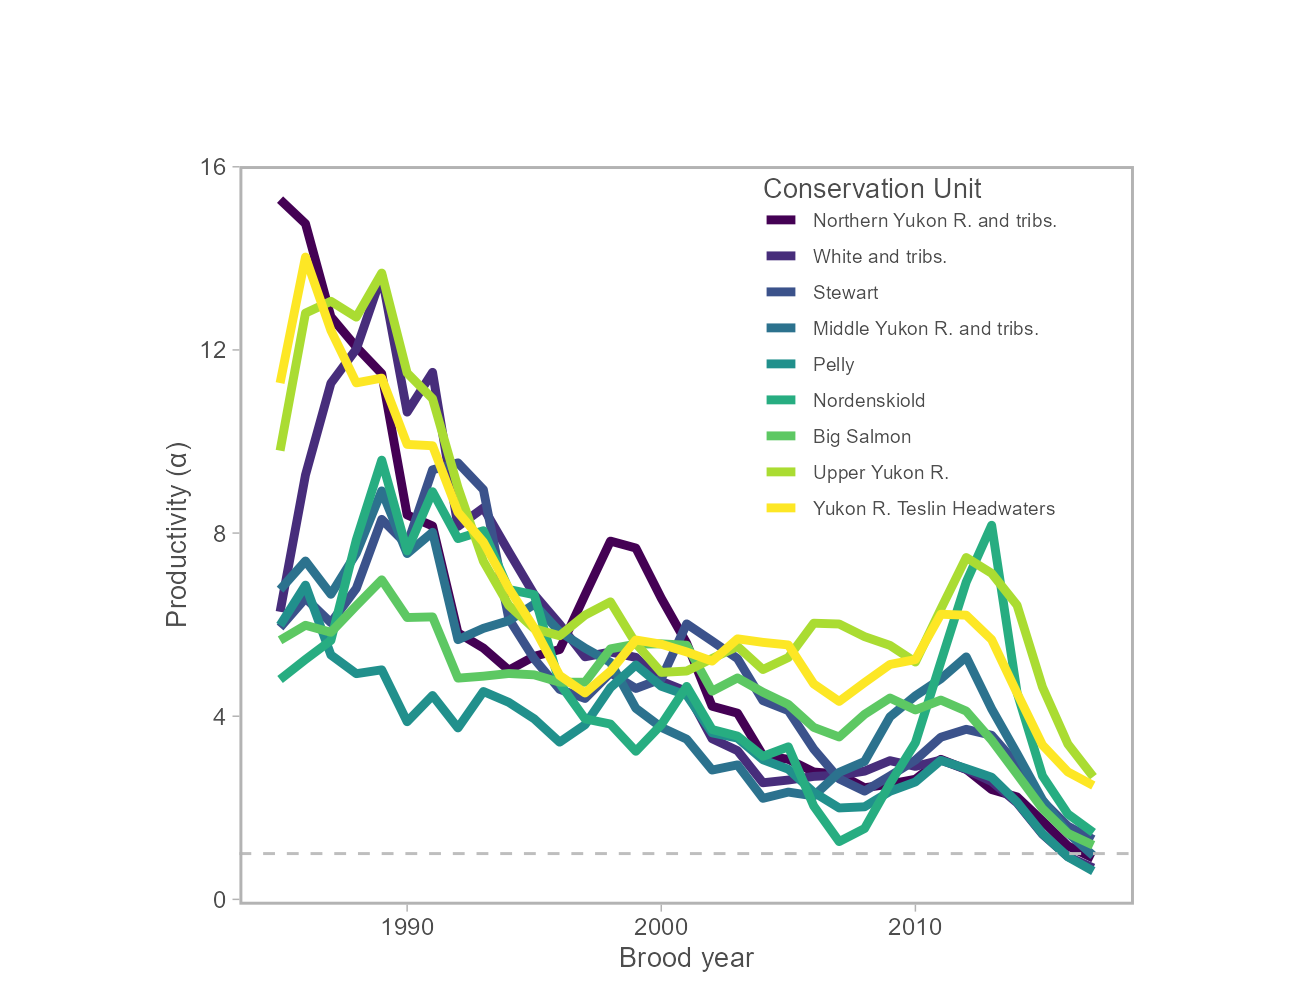 16
12
8
4
0
Productivity (α)
Conservation Unit
Northern Yukon R. and tribs.
White and tribs.
Stewart
Middle Yukon R. and tribs.
Pelly
Nordenskiold
Big Salmon
Upper Yukon R.
Yukon R. Teslin Headwaters
1990 2000 2010
Brood year